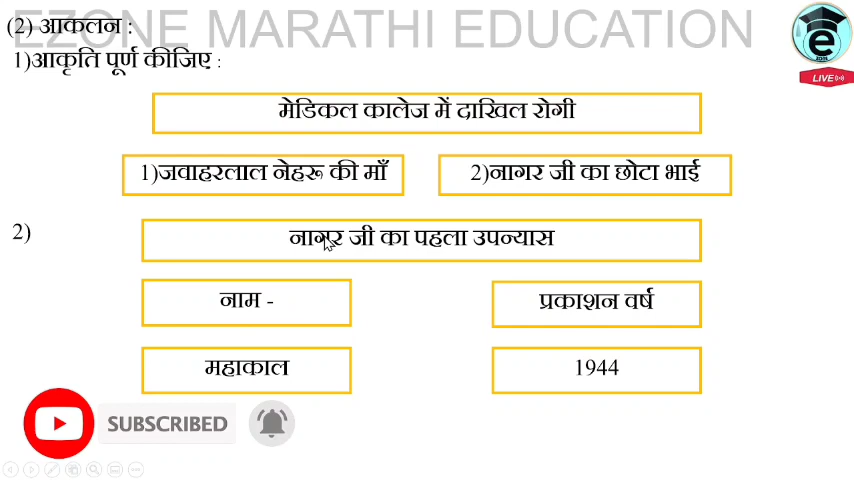 EZONE MARATHI EDUCATION
(2) आकलन :
1)आकृति पूर्ण कीजिए :
e
EZONE
LIVE
मेडिकल कालेज में दाखिल रोगी
1)जवाहरलाल नेहरू की माँ
2)नागर जी का छोटा भाई
2)
नागर जी का पहला उपन्यास
नाम -
प्रकाशन वर्ष
महाकाल
1944
SUBSCRIBED